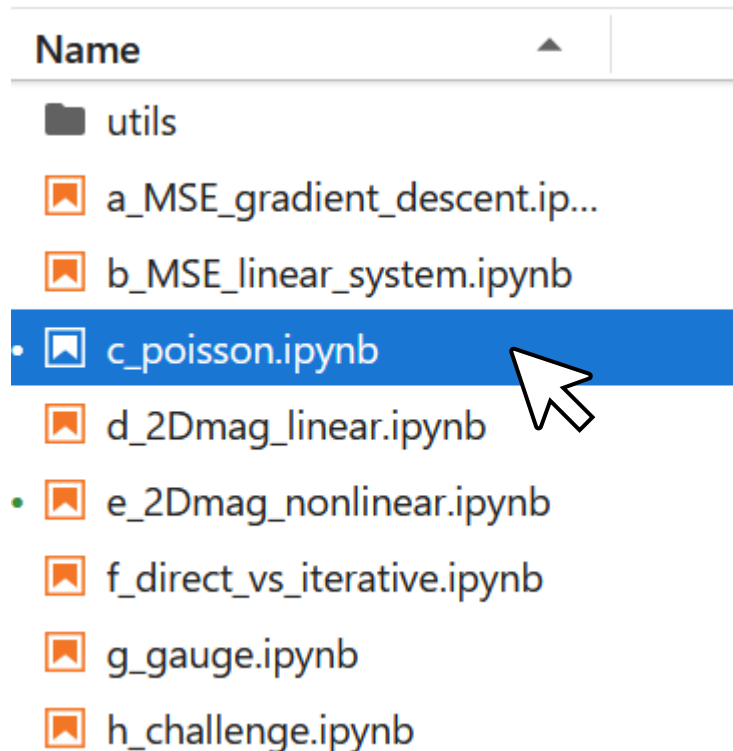 Name
utils
a_MSE_gradient_descent.ip...
b_MSE_linear_system.ipynb
c_poisson.ipynb
d_2Dmag_linear.ipynb
e_2Dmag_nonlinear.ipynb
f_direct_vs_iterative.ipynb
g_gauge.ipynb
h_challenge.ipynb